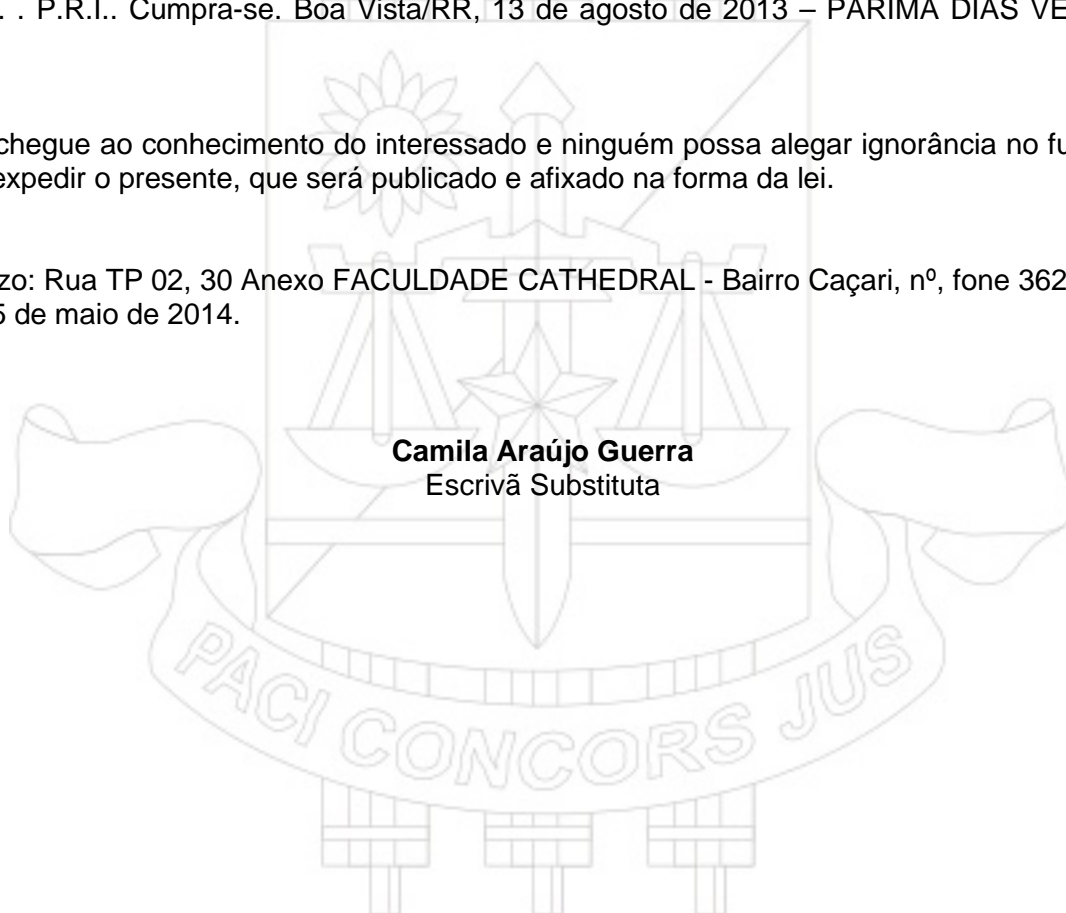 . . P.R.I.. Cumpra-se. Boa Vista/RR, 13 de agosto de 2013 – PARIMA DIAS VE
chegue ao conhecimento do interessado e ninguém possa alegar ignorância no fu
expedir o presente, que será publicado e afixado na forma da lei.
zo: Rua TP 02, 30 Anexo FACULDADE CATHEDRAL - Bairro Caçari, nº, fone 362
5 de maio de 2014.
Camila Araújo Guerra
Escrivã Substituta
PACI CONCORS JUS